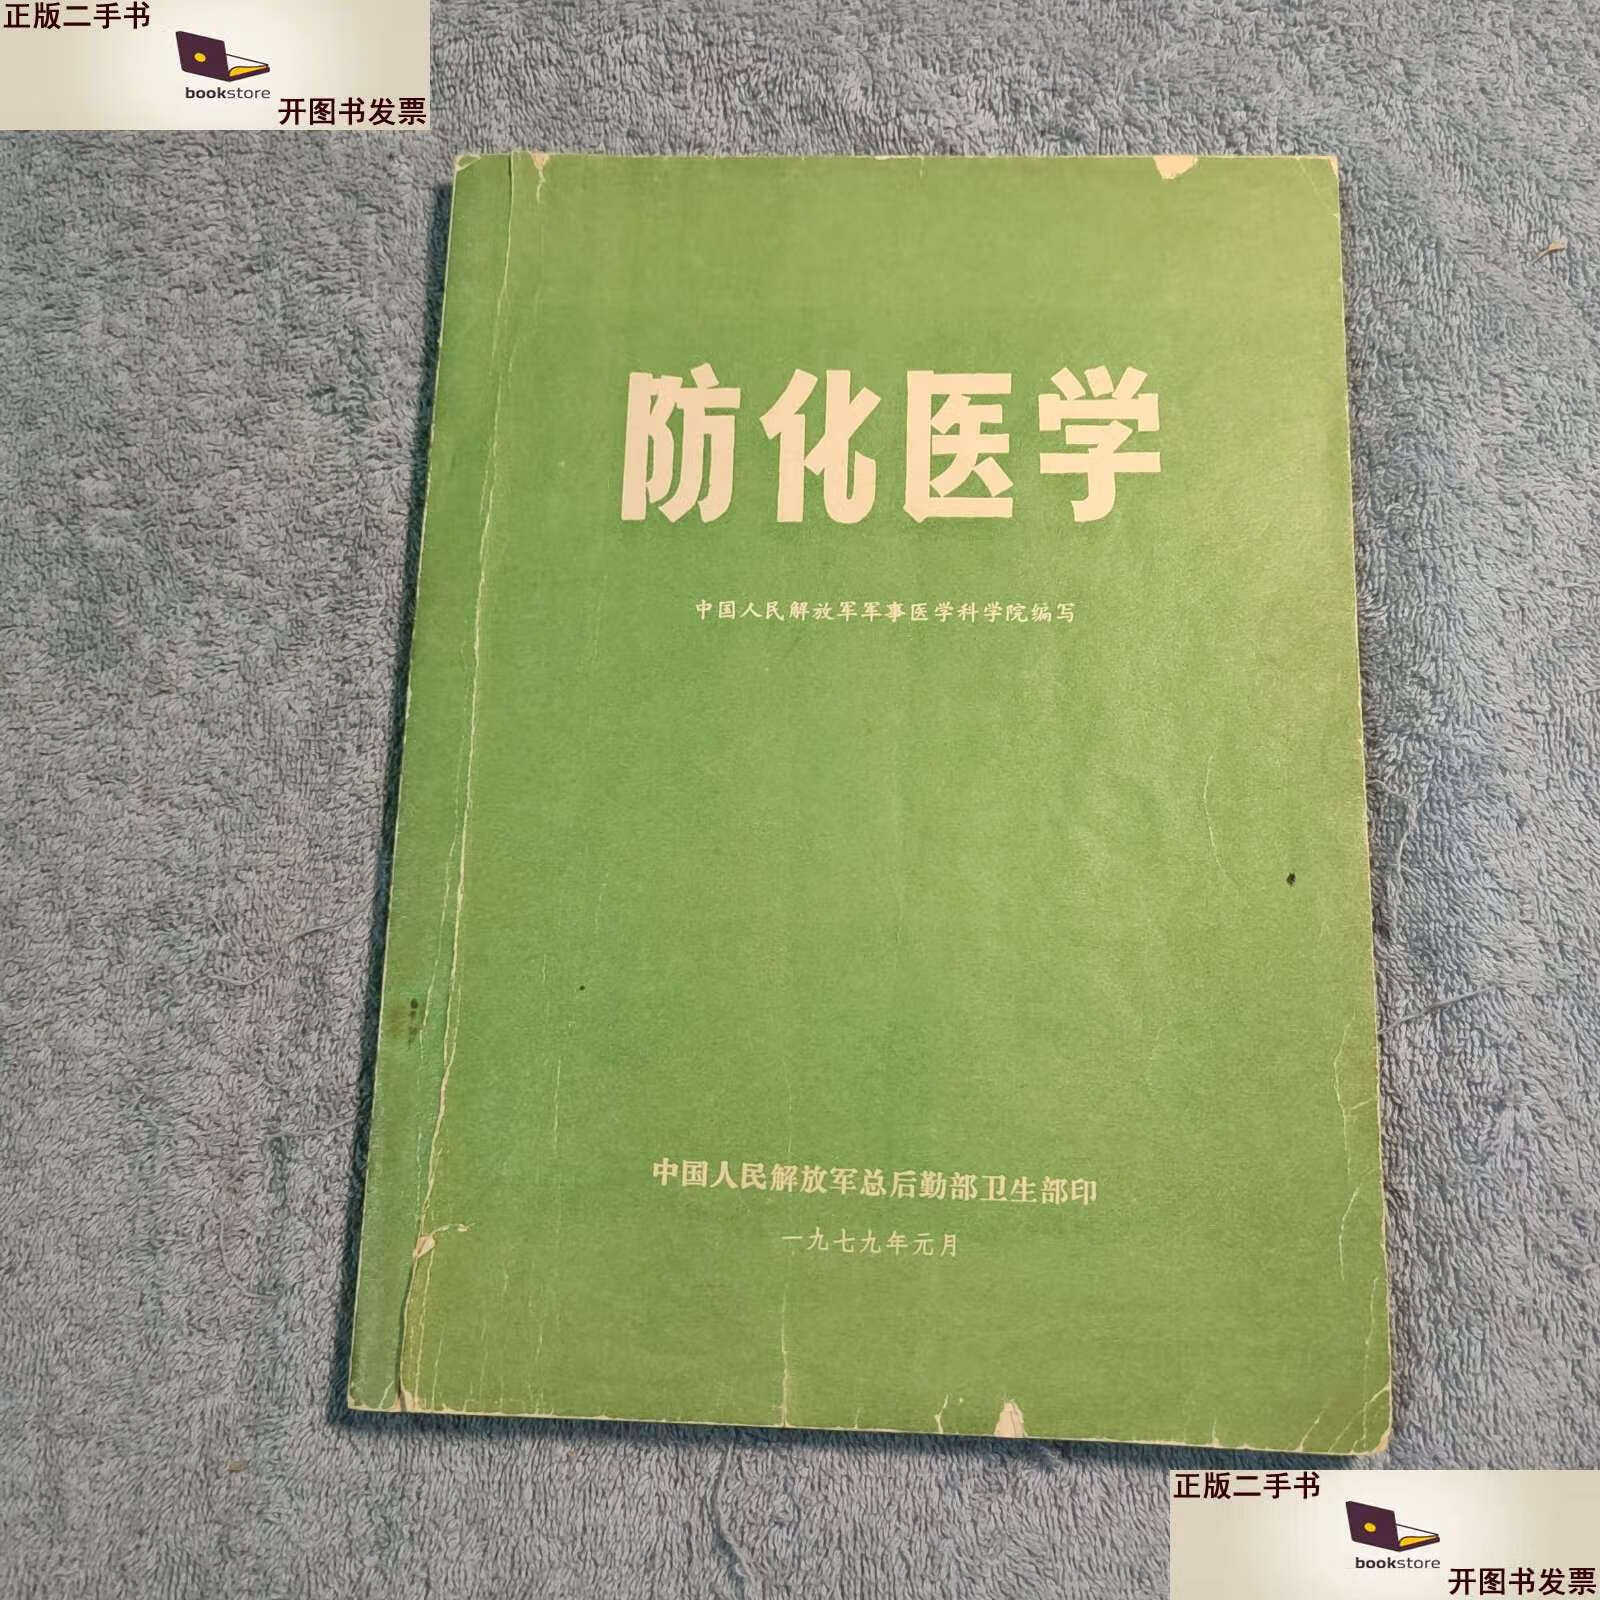 正版二手书
bookstore
开图书发票
防化医学
中国人民解放军军事医学科学院编写
中国人民解放军总后勤部卫生部印
一九七九年元月
正版二手书
bookstore
开图书发票